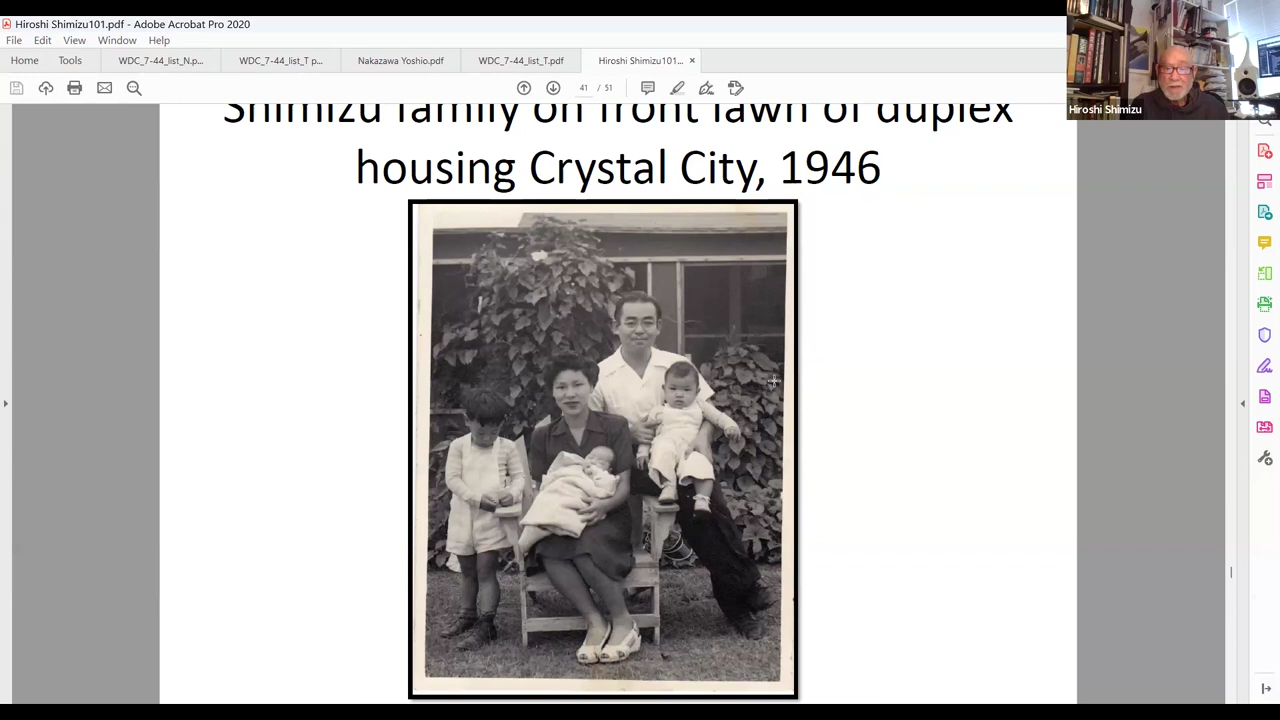 Hiroshi Shimizu101.pdf - Adobe Acrobat Pro 2020
File Edit View Window Help
Home Tools WDC_7-44_list_N.p... WDC_7-44_list_T p... Nakazawa Yoshio.pdf WDC_7-44_list_T.pdf Hiroshi Shimizu101... ×
41 / 51
Hiroshi Shimizu
Shimizu family on front lawn of duplex
housing Crystal City, 1946